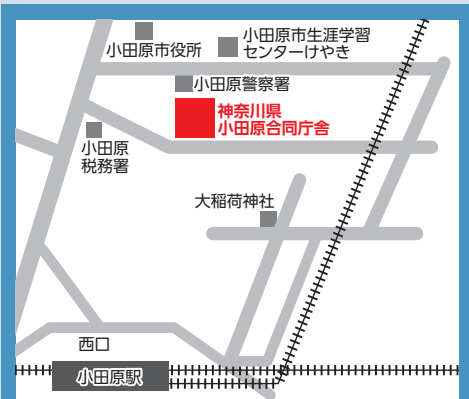 小田原市役所
小田原市生涯学習
センターけやき
小田原警察署
神奈川県
小田原合同庁舎
小田原
税務署
大稲荷神社
西口
小田原駅